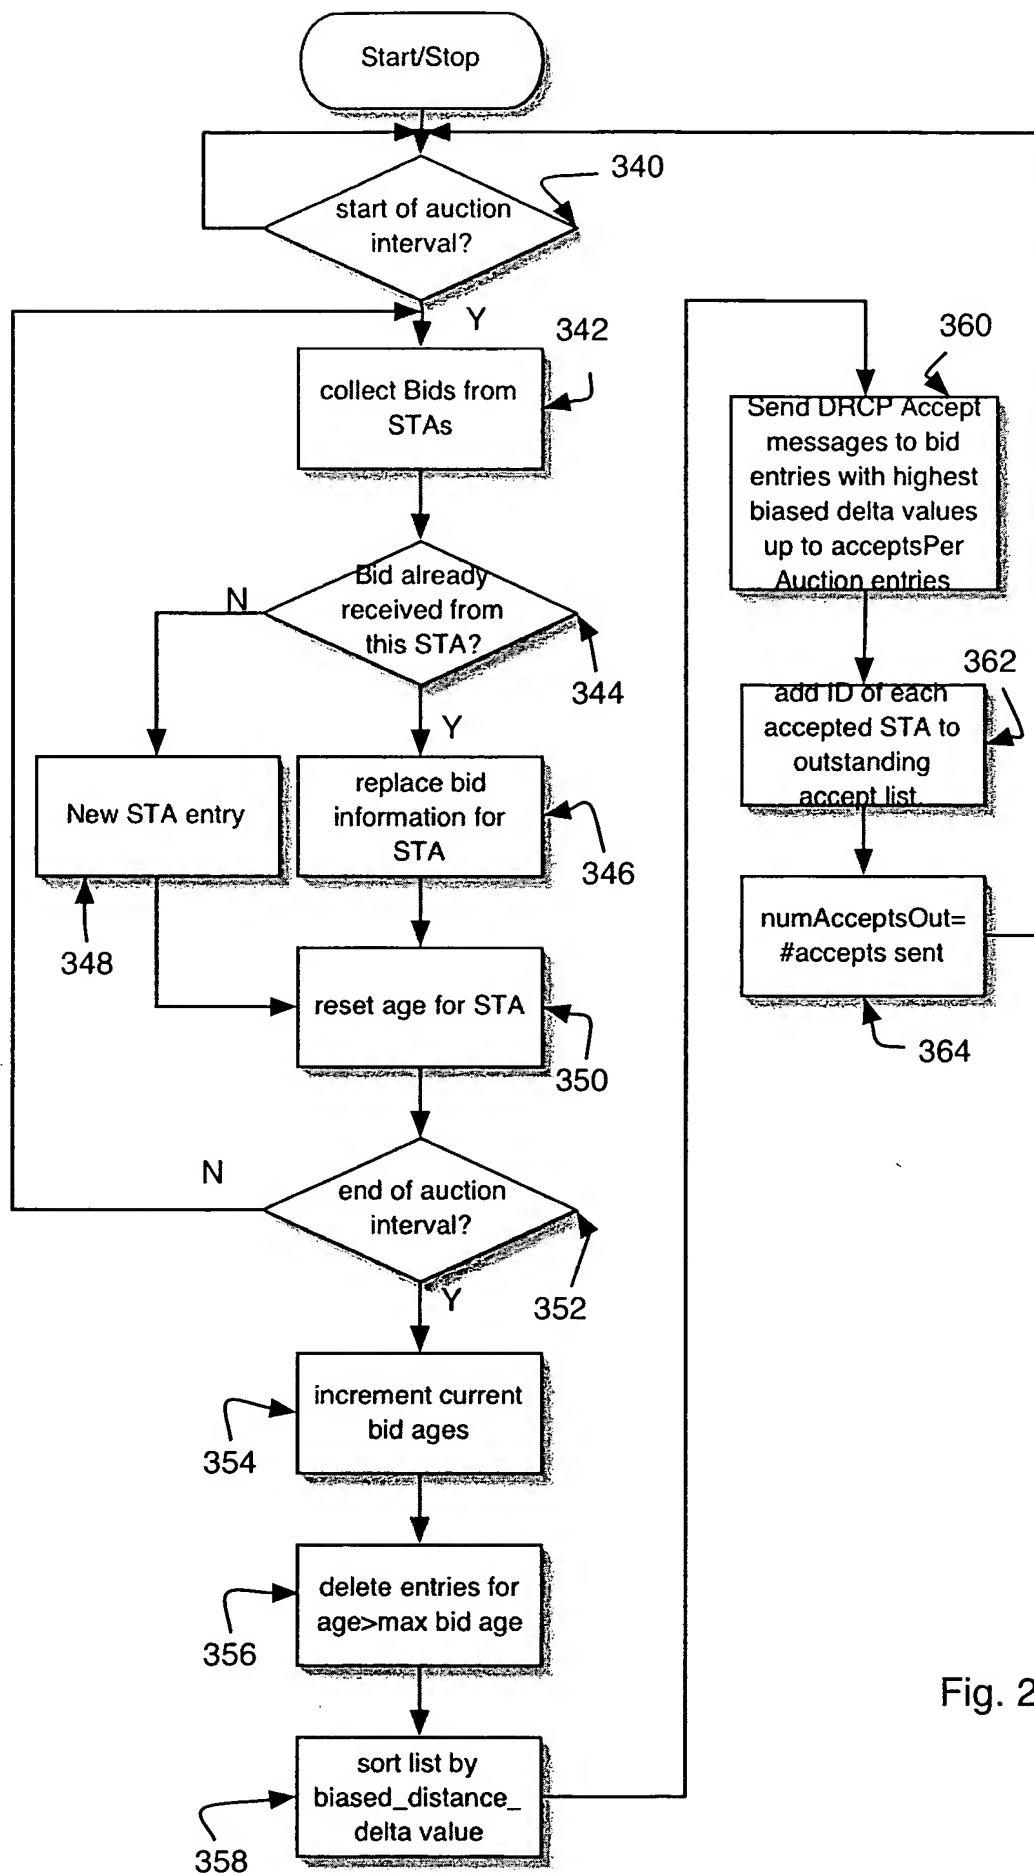 Start/Stop
start of auction
interval?
340
Y
342
collect Bids from
STAs
Bid already
received from
this STA?
N
344
Y
New STA entry
348
replace bid
information for
STA
346
reset age for STA
350
end of auction
interval?
N
352
Y
increment current
bid ages
354
delete entries for
age>max bid age
356
sort list by
biased_distance_
delta value
358
360
Send DRCP Accept
messages to bid
entries with highest
biased delta values
up to acceptsPer
Auction entries
362
add ID of each
accepted STA to
outstanding
accept list.
numAcceptsOut=
#accepts sent
364
Fig. 2